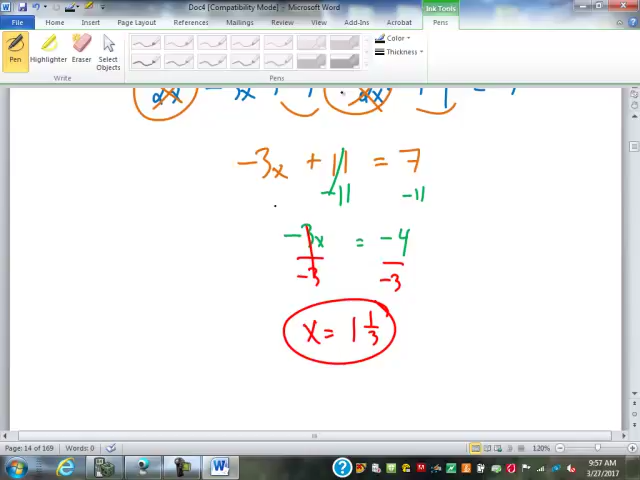 Doc4 [Compatibility Mode] - Microsoft Word
Ink Tools
File Home Insert Page Layout References Mailings Review View Add-Ins Acrobat Pens
Pen Highlighter Eraser Select Objects
Color
Thickness
Write Pens
-3x + 11 = 7
-11 -11
-3x = -4
-3 -3
x = 1 1/3
Page: 14 of 169 Words: 0 120%
9:57 AM
3/27/2017